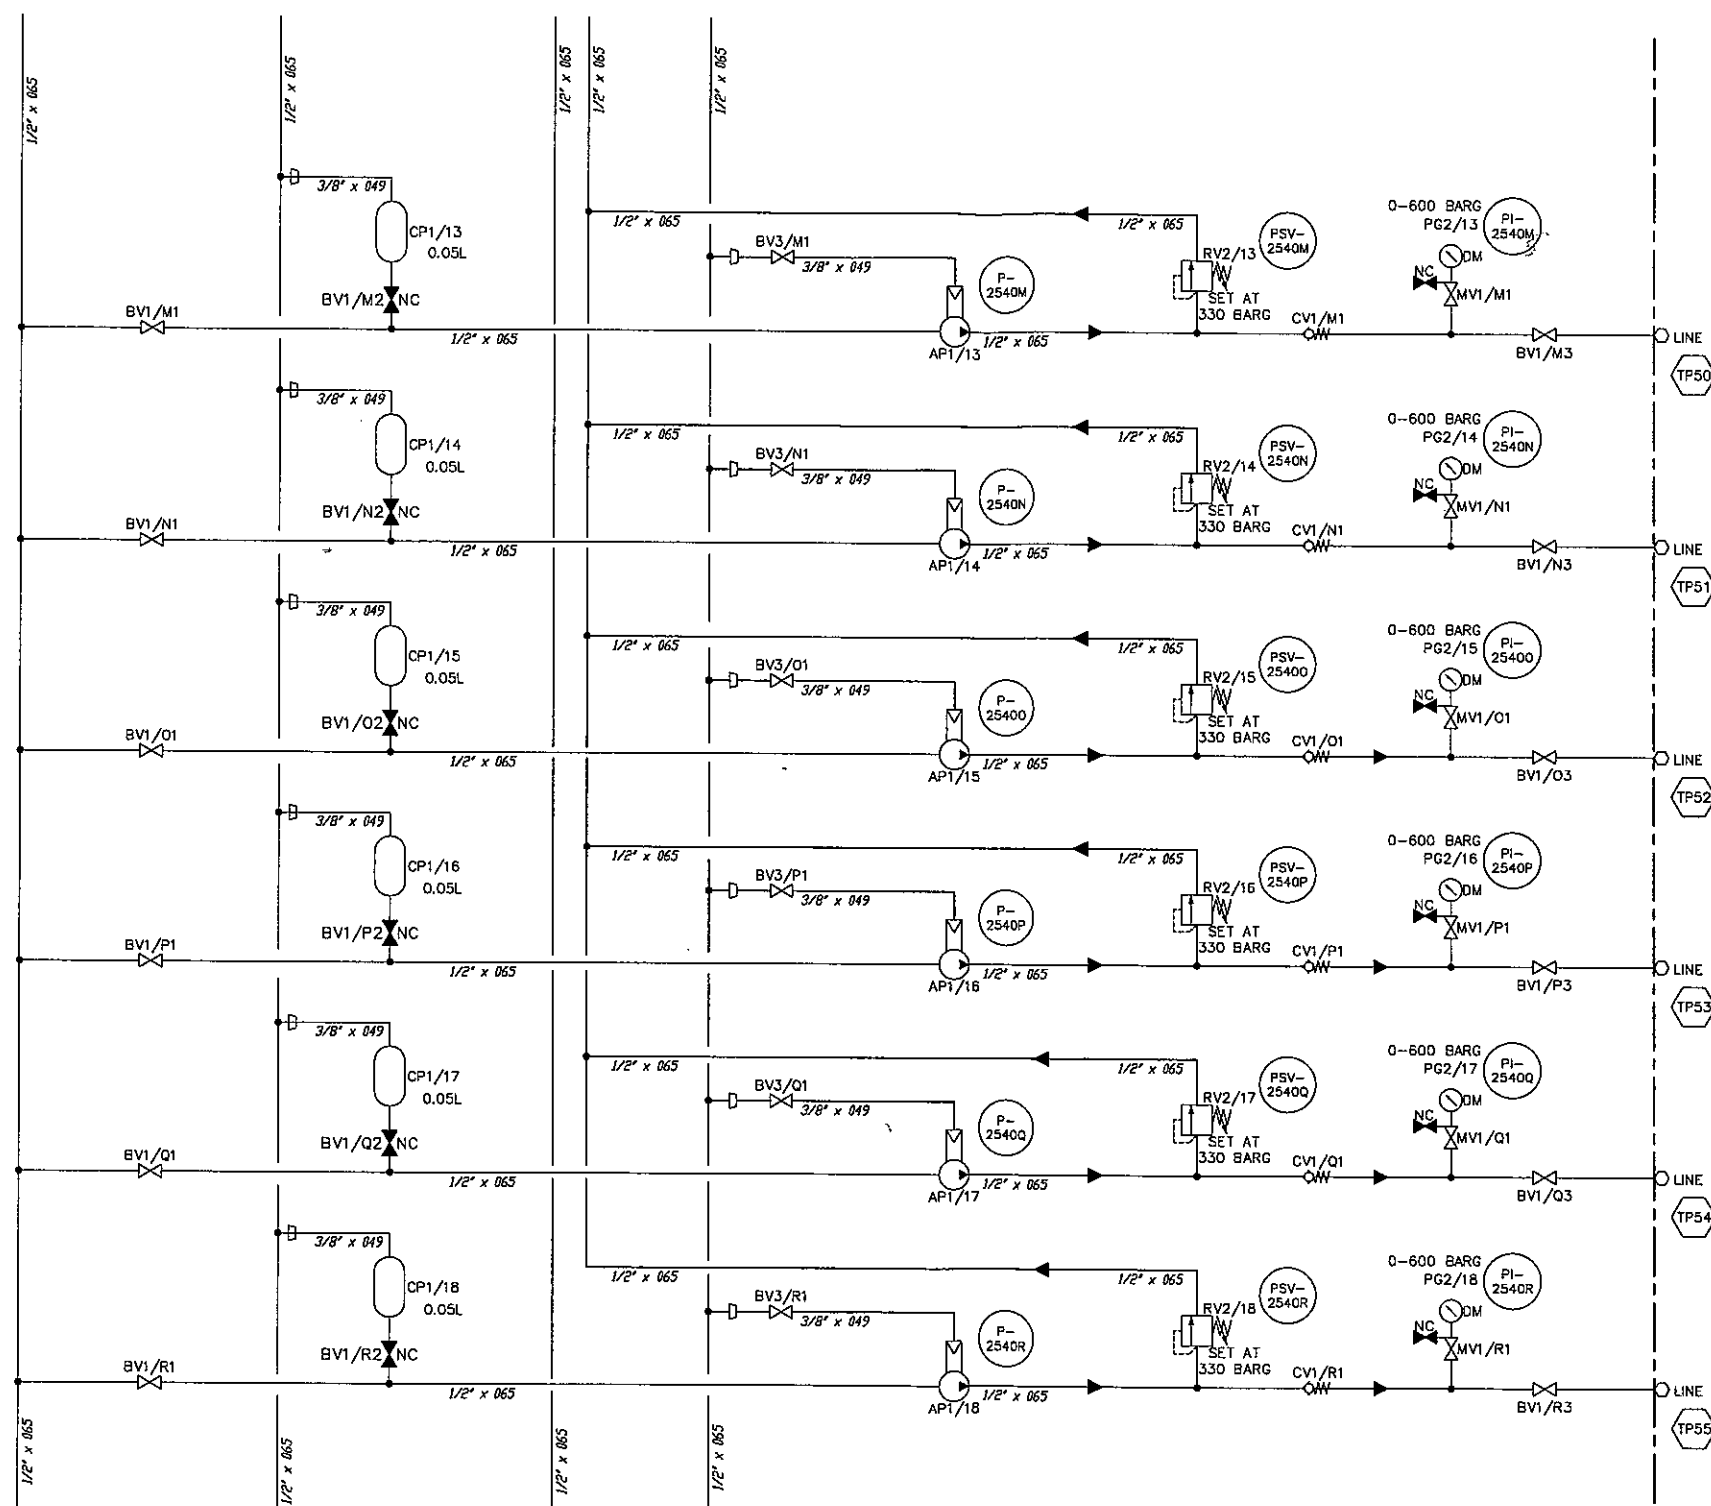 1/2" x 065
1/2" x 065
1/2" x 065
1/2" x 065
1/2" x 065
3/8" x 049
CP1/13
0.05L
BV1/M2 NC
BV1/M1
1/2" x 065
1/2" x 065
1/2" x 065
BV3/M1
3/8" x 049
P-
2540M
AP1/13
1/2" x 065
RV2/13
PSV-
2540M
SET AT
330 BARG
CV1/M1
0-600 BARG
PG2/13
PI-
2540M
DM
NC
MV1/M1
BV1/M3
LINE
TP50
3/8" x 049
CP1/14
0.05L
BV1/N2 NC
BV1/N1
1/2" x 065
1/2" x 065
1/2" x 065
BV3/N1
3/8" x 049
P-
2540N
AP1/14
1/2" x 065
RV2/14
PSV-
2540N
SET AT
330 BARG
CV1/N1
0-600 BARG
PG2/14
PI-
2540N
DM
NC
MV1/N1
BV1/N3
LINE
TP51
3/8" x 049
CP1/15
0.05L
BV1/O2 NC
BV1/O1
1/2" x 065
1/2" x 065
1/2" x 065
BV3/O1
3/8" x 049
P-
2540O
AP1/15
1/2" x 065
RV2/15
PSV-
2540O
SET AT
330 BARG
CV1/O1
0-600 BARG
PG2/15
PI-
2540O
DM
NC
MV1/O1
BV1/O3
LINE
TP52
3/8" x 049
CP1/16
0.05L
BV1/P2 NC
BV1/P1
1/2" x 065
1/2" x 065
1/2" x 065
BV3/P1
3/8" x 049
P-
2540P
AP1/16
1/2" x 065
RV2/16
PSV-
2540P
SET AT
330 BARG
CV1/P1
0-600 BARG
PG2/16
PI-
2540P
DM
NC
MV1/P1
BV1/P3
LINE
TP53
3/8" x 049
CP1/17
0.05L
BV1/Q2 NC
BV1/Q1
1/2" x 065
1/2" x 065
1/2" x 065
BV3/Q1
3/8" x 049
P-
2540Q
AP1/17
1/2" x 065
RV2/17
PSV-
2540Q
SET AT
330 BARG
CV1/Q1
0-600 BARG
PG2/17
PI-
2540Q
DM
NC
MV1/Q1
BV1/Q3
LINE
TP54
3/8" x 049
CP1/18
0.05L
BV1/R2 NC
BV1/R1
1/2" x 065
1/2" x 065
1/2" x 065
BV3/R1
3/8" x 049
P-
2540R
AP1/18
1/2" x 065
RV2/18
PSV-
2540R
SET AT
330 BARG
CV1/R1
0-600 BARG
PG2/18
PI-
2540R
DM
NC
MV1/R1
BV1/R3
LINE
TP55
1/2" x 065
1/2" x 065
1/2" x 065
1/2" x 065